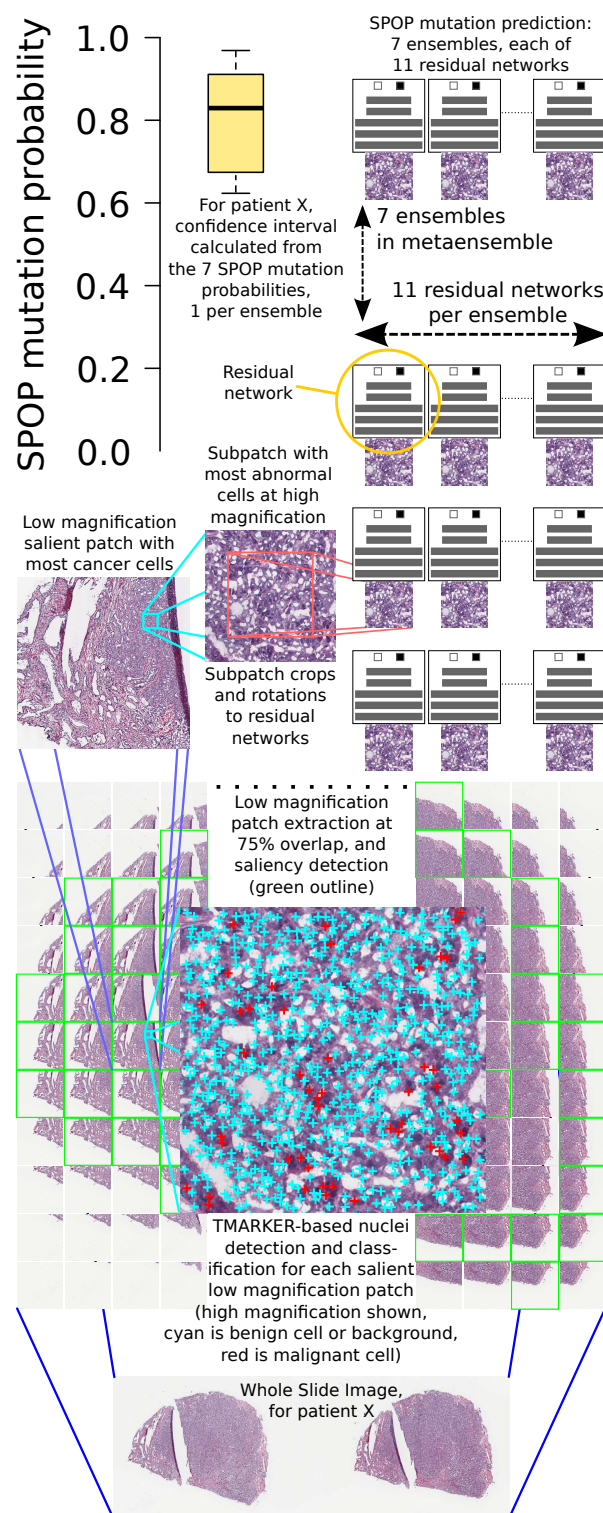 SPOP mutation probability
1.0
0.8
0.6
0.4
0.2
0.0
SPOP mutation prediction:
7 ensembles, each of
11 residual networks
For patient X,
confidence interval
calculated from
the 7 SPOP mutation
probabilities,
1 per ensemble
7 ensembles
in metaensemble
11 residual networks
per ensemble
Residual
network
Subpatch with
most abnormal
cells at high
magnification
Low magnification
salient patch with
most cancer cells
Subpatch crops
and rotations
to residual
networks
Low magnification
patch extraction at
75% overlap, and
saliency detection
(green outline)
TMARKER-based nuclei
detection and class-
ification for each salient
low magnification patch
(high magnification shown,
cyan is benign cell or background,
red is malignant cell)
Whole Slide Image,
for patient X